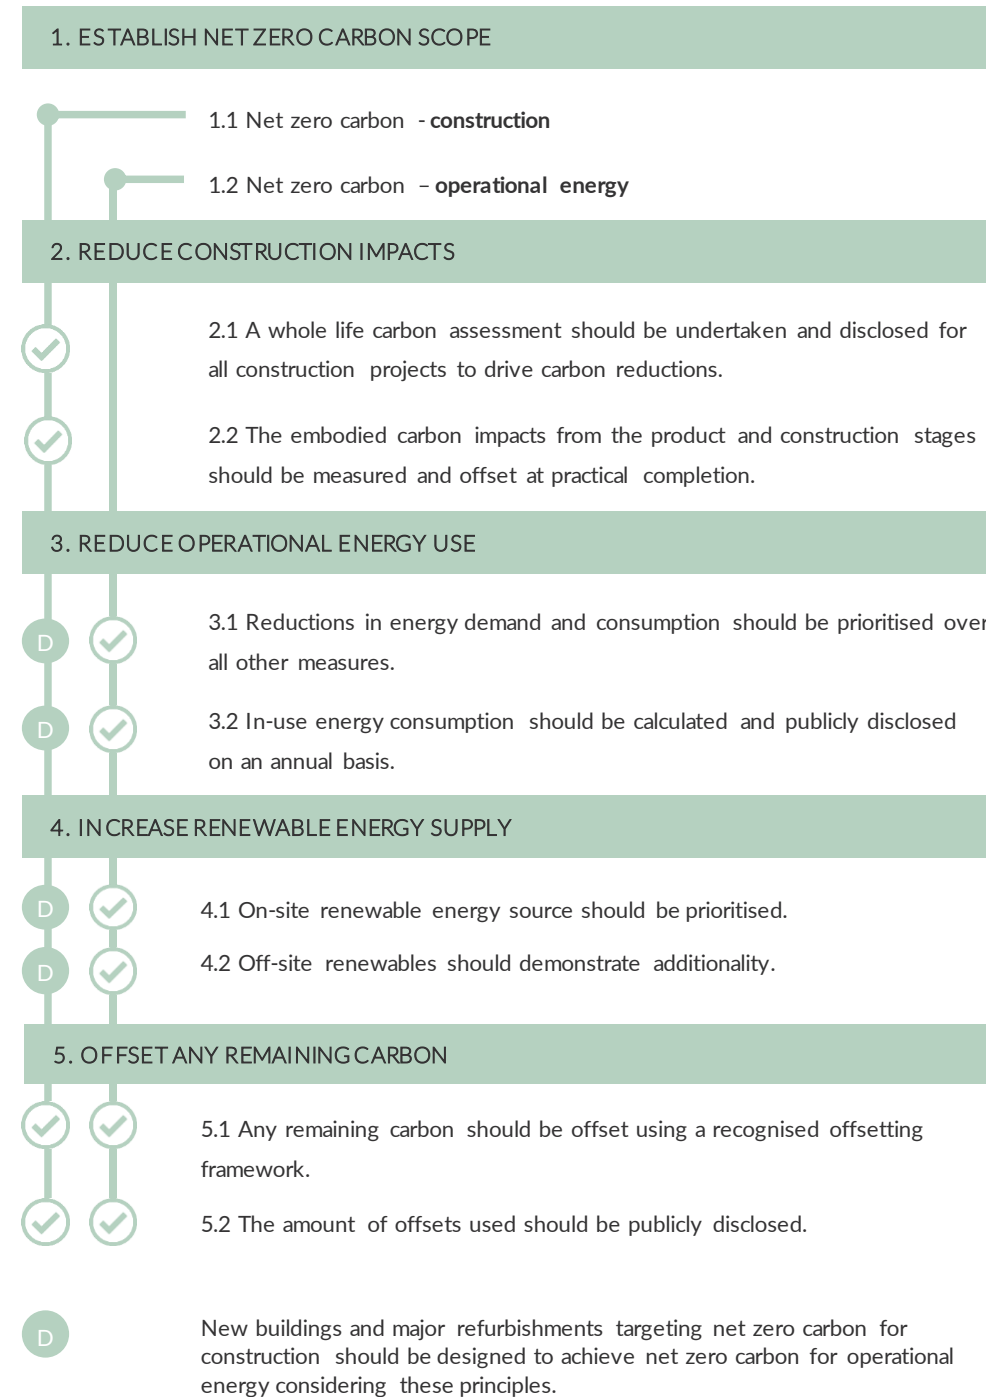 1. ESTABLISH NET ZERO CARBON SCOPE
1.1 Net zero carbon - construction
1.2 Net zero carbon – operational energy
2. REDUCE CONSTRUCTION IMPACTS
2.1 A whole life carbon assessment should be undertaken and disclosed for
all construction projects to drive carbon reductions.
2.2 The embodied carbon impacts from the product and construction stages
should be measured and offset at practical completion.
3. REDUCE OPERATIONAL ENERGY USE
D
3.1 Reductions in energy demand and consumption should be prioritised over
all other measures.
D
3.2 In-use energy consumption should be calculated and publicly disclosed
on an annual basis.
4. INCREASE RENEWABLE ENERGY SUPPLY
D
4.1 On-site renewable energy source should be prioritised.
D
4.2 Off-site renewables should demonstrate additionality.
5. OFFSET ANY REMAINING CARBON
5.1 Any remaining carbon should be offset using a recognised offsetting
framework.
5.2 The amount of offsets used should be publicly disclosed.
D
New buildings and major refurbishments targeting net zero carbon for
construction should be designed to achieve net zero carbon for operational
energy considering these principles.